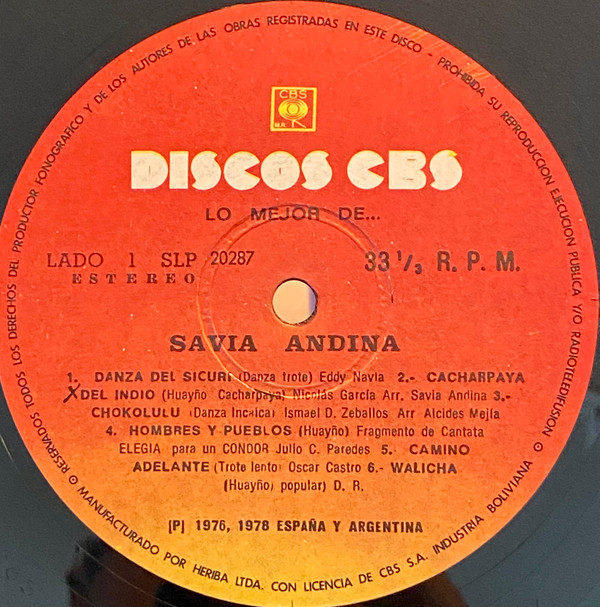 RESERVADOS TODOS LOS DERECHOS DEL PRODUCTOR FONOGRAFICO Y DE LOS AUTORES DE LAS OBRAS REGISTRADAS EN ESTE DISCO - PROHIBIDA SU REPRODUCCION EJECUCION PUBLICA Y/O RADIOTELEDIFUSION
CBS
M.R.
DISCOS CBS
LO MEJOR DE...
LADO 1 SLP 20287
33 1/3 R. P. M.
ESTEREO
SAVIA ANDINA
1. DANZA DEL SICURI (Danza trote) Eddy Navia 2.- CACHARPAYA
DEL INDIO (Huayño Cacharpaya) Nicolás García Arr. Savia Andina 3.-
CHOKOLULU (Danza Incaica) Ismael D. Zeballos Arr Alcides Mejía
4. HOMBRES Y PUEBLOS (Huayño) Fragmento de Cantata
ELEGIA para un CONDOR Julio C. Paredes 5. CAMINO
ADELANTE (Trote lento) Oscar Castro 6.- WALICHA
(Huayño) popular) D. R.
[P] 1976, 1978 ESPAÑA Y ARGENTINA
MANUFACTURADO POR HERIBA LTDA. CON LICENCIA DE CBS S.A. INDUSTRIA BOLIVIANA